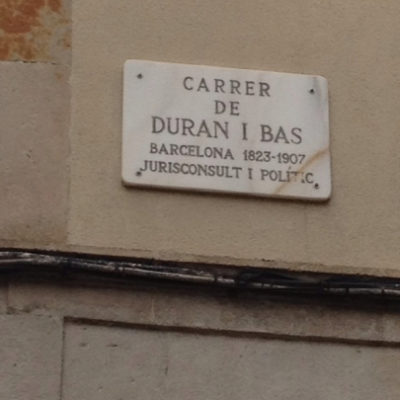 CARRER
DE
DURAN I BAS
BARCELONA 1823-1907
JURISCONSULT I POLÍTIC